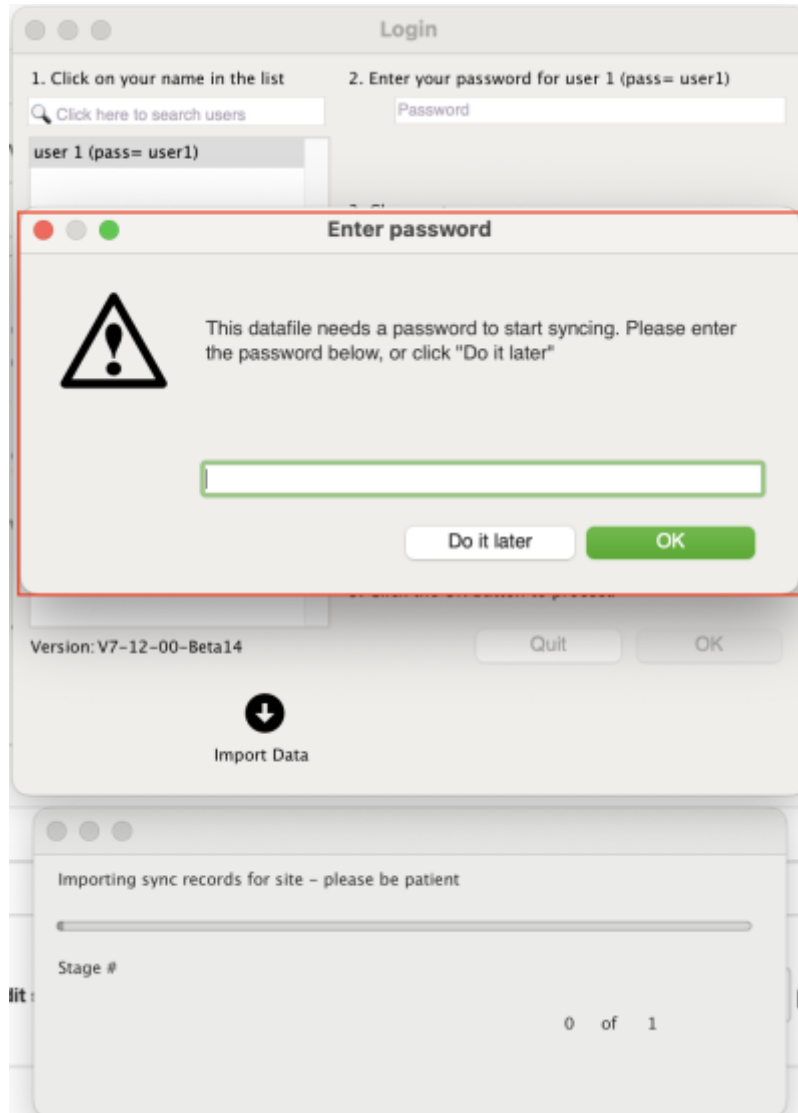 Login
1. Click on your name in the list
2. Enter your password for user 1 (pass= user1)
Click here to search users
Password
user 1 (pass= user1)
Enter password
This datafile needs a password to start syncing. Please enter
the password below, or click "Do it later"
Do it later
OK
Version: V7-12-00-Beta14
Quit
OK
Import Data
Importing sync records for site - please be patient
Stage #
0 of 1